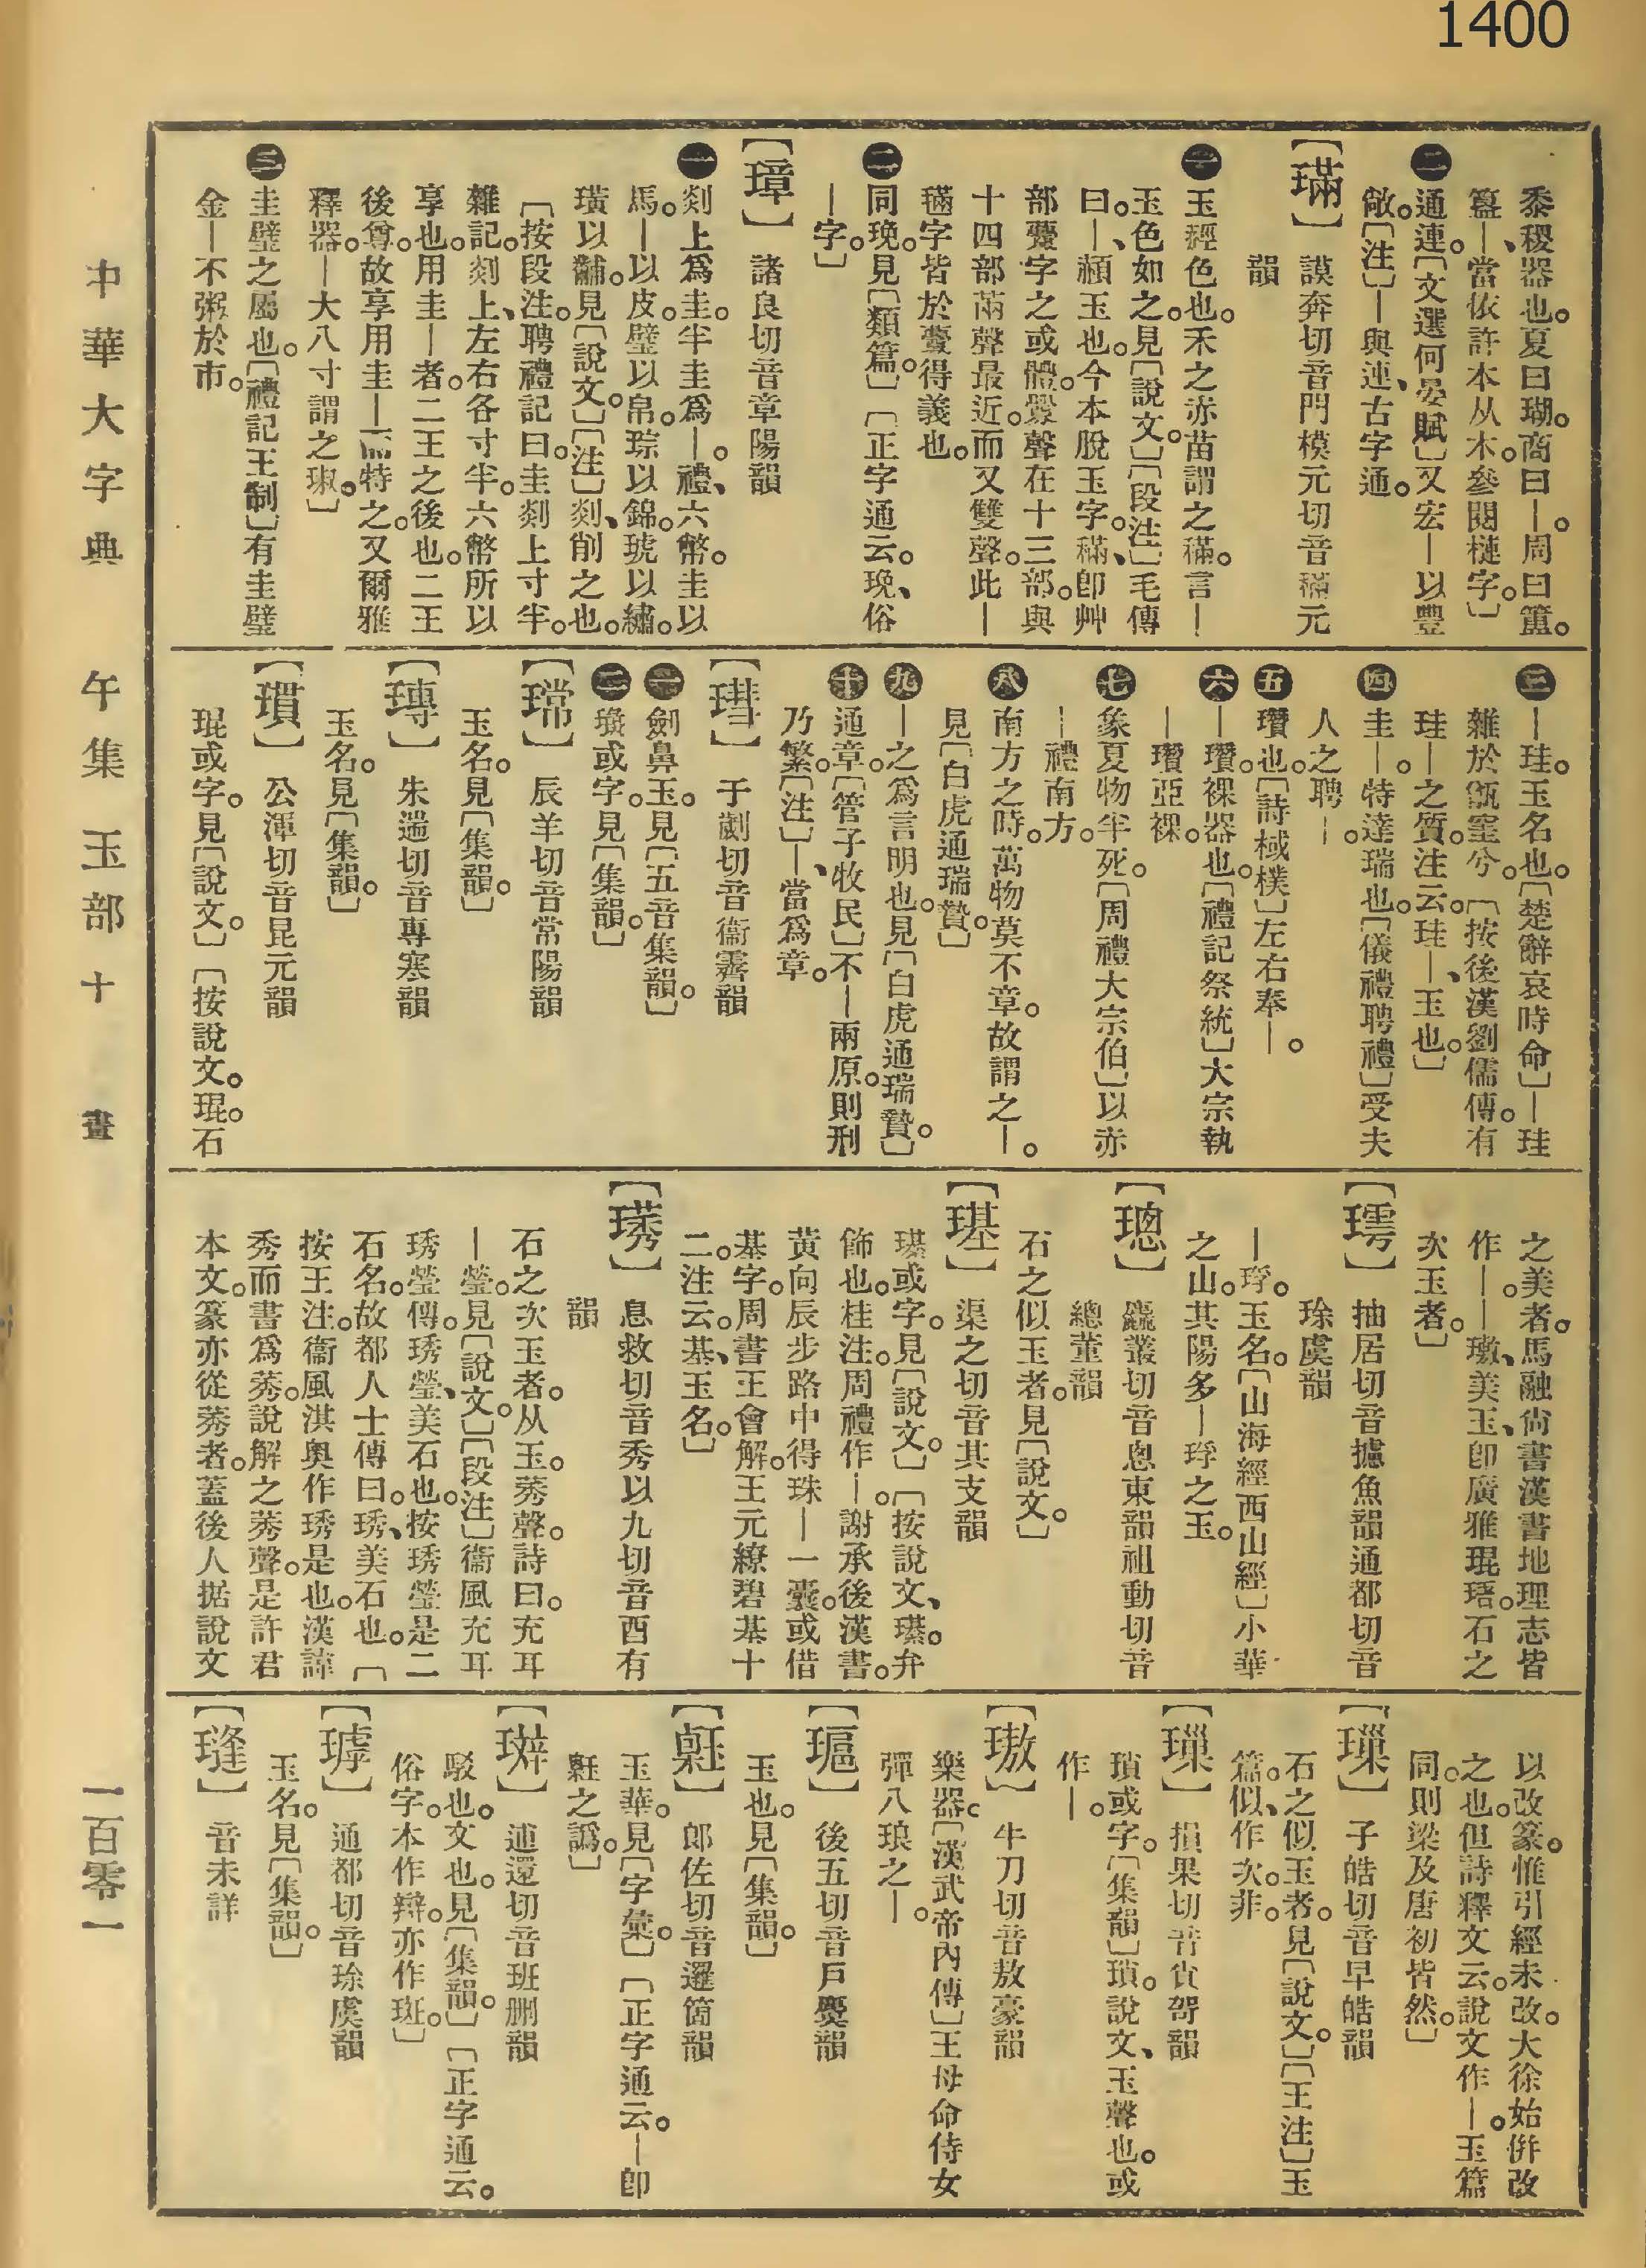 1400
黍稷器也。夏曰瑚。商曰—。周曰簠。
簋、—當依許本从木。參閱槤字。〕
㊁通連。〔文選何晏賦〕又宏—以豐
敞。〔注〕—與連、古字通。
【璊】謨奔切音門模元切音樠元
韻
㊀玉䞓色也。禾之赤苗謂之𧁴。言—
玉色如之。見〔說文。〕〔段注〕毛傳
曰。—、赬玉也。今本脫玉字。𧁴、卽艸
部虋字之或體。釁聲在十三部。與
十四部㒼聲最近。而又雙聲。此—
𣯩字皆於虋得義也。
㊁同玧。見〔類篇。〕〔正字通云。玧、俗
—字。〕
【璋】諸良切音章陽韻
㊀剡上爲圭。半圭爲—。禮、六幣。圭以
馬。—以皮。璧以帛。琮以錦。琥以繡。
璜以黼。見〔說文。〕〔注〕剡、削之也。
〔按段注。聘禮記曰。圭剡上寸半。
雜記。剡上、左右各寸半。六幣所以
享也。用圭—者。二王之後也。二王
後尊。故享用圭—而特之。又爾雅
釋器。—大八寸謂之琡。〕
㊁圭璧之屬也。〔禮記王制〕有圭璧
金—不粥於市。
㊂—珪。玉名也。〔楚辭哀時命〕—珪
雜於甑窐兮。〔按後漢劉儒傳。有
珪—之質。注云。珪—、玉也。〕
㊃圭—。特達瑞也。〔儀禮聘禮〕受夫
人之聘—。
㊄瓚也。〔詩棫樸〕左右奉—。
㊅—瓚。祼器也。〔禮記祭統〕大宗執
—瓚亞祼。
㊆象夏物半死。〔周禮大宗伯〕以赤
—禮南方。
㊇南方之時。萬物莫不章。故謂之—。
見〔白虎通瑞贄。〕
㊈—之爲言明也。見〔白虎通瑞贄。〕
㊉通章。〔管子牧民〕不—兩原。則刑
乃繁。〔注〕—、當爲章。
【㻰】于劌切音衞霽韻
㊀劍鼻玉。見〔五音集韻。〕
㊁璏或字。見〔集韻。〕
【瑺】辰羊切音常陽韻
玉名。見〔集韻。〕
【瑼】朱遄切音專寒韻
玉名。見〔集韻。〕
【瑻】公渾切音昆元韻
琨或字。見〔說文。〕〔按說文。琨。石
之美者。馬融尙書漢書地理志皆
作——璥、美玉、卽廣雅琨珸。石之
次玉者。〕
【㻯】抽居切音攄魚韻通都切音
瑹虞韻
—琈。玉名。〔山海經西山經〕小華
之山。其陽多—琈之玉。
【璁】麤叢切音悤東韻祖動切音
總董韻
石之似玉者。見〔說文。〕
【璂】渠之切音其支韻
璂或字。見〔說文。〕〔按說文、璂。弁
飾也。桂注。周禮作—。謝承後漢書。
黄向辰步路中得珠—一囊。或借
基字。周書王會解。王元繚碧基十
二。注云。基、玉名。〕
【璓】息救切音秀以九切音酉有
韻
石之次玉者。从玉。莠聲。詩曰。充耳
—瑩。見〔說文。〕〔段注〕衞風充耳
琇瑩傳。琇瑩、美石也。按琇瑩是二
石名。故都人士傳曰。琇、美石也。〔
按王注。衞風淇奥作琇是也。漢諱
秀而書爲莠。說解之莠聲。是許君
本文。篆亦從莠者。蓋後人据說文
以改篆。惟引經未改。大徐始併改
之也。但詩釋文云。說文作—。玉篇
同。則梁及唐初皆然。〕
【璅】子皓切音早皓韻
石之似玉者。見〔說文。〕〔王注〕玉
篇。似、作次。非。
【璅】損果切音𧴪哿韻
瑣或字。〔集韻〕瑣。說文、玉聲也。或
作—。
【璈】牛刀切音敖豪韻
樂器。〔漢武帝內傳〕王母命侍女
彈八琅之—。
【㻾】後五切音戶麌韻
玉也。見〔集韻。〕
【𤩂】郎佐切音邏箇韻
玉華。見〔字彙。〕〔正字通云。—卽
𤩂之譌。〕
【㻞】逋還切音班刪韻
駁也。文也。見〔集韻。〕〔正字通云。
俗字。本作辬。亦作斑。〕
【㻠】通都切音瑹虞韻
玉名。見〔集韻。〕
【㻱】音未詳
中華大字典 午集 玉部 十畫 一百零一